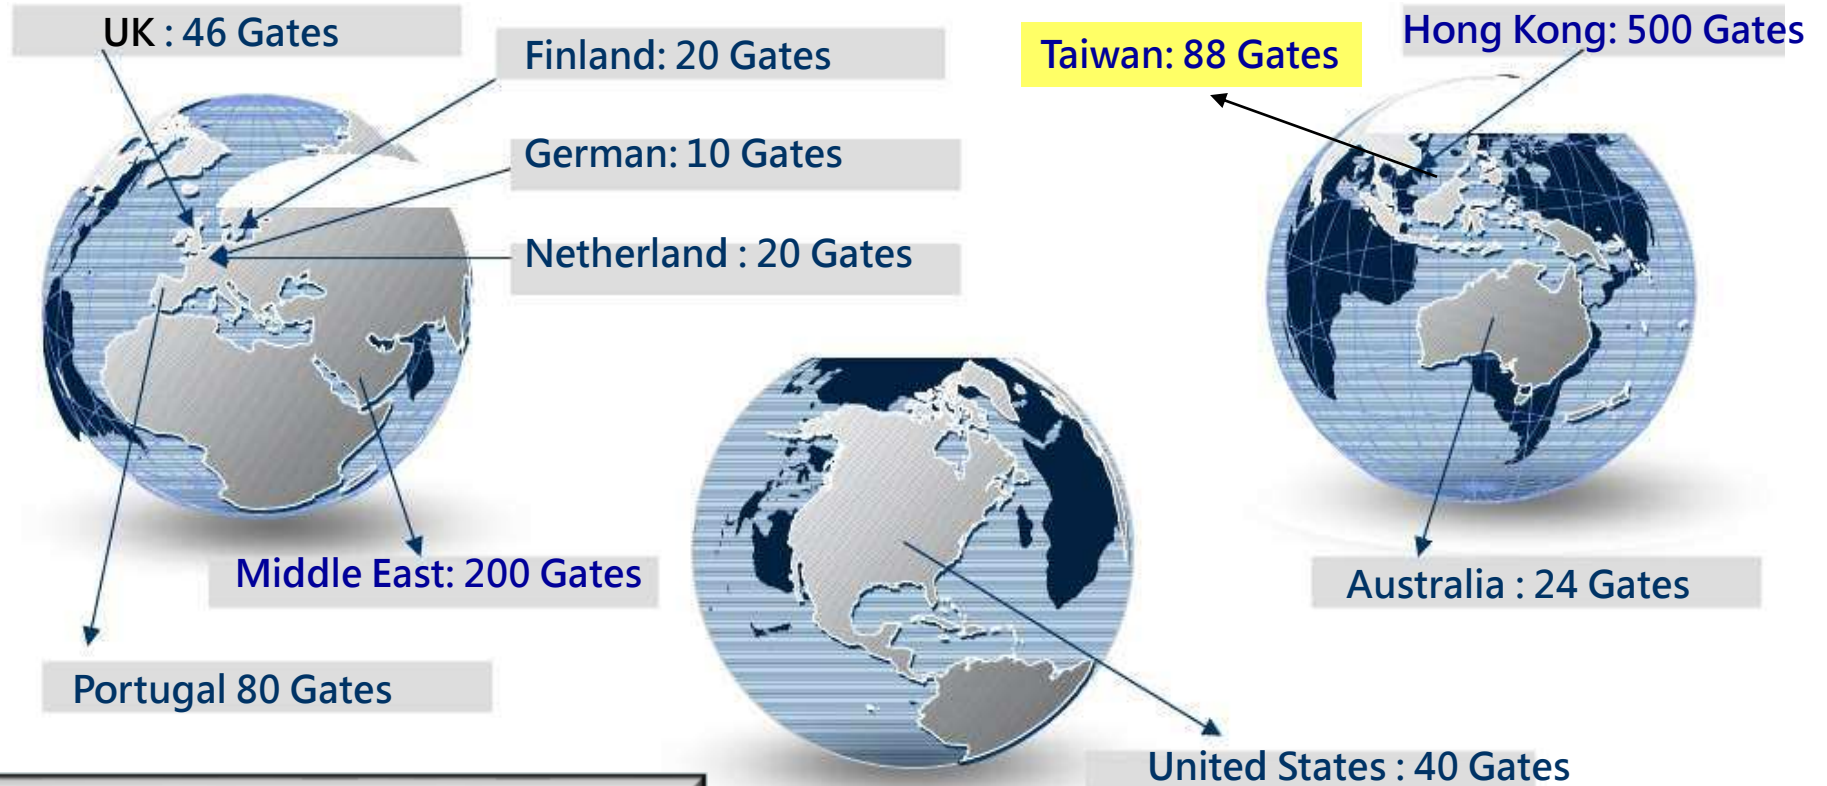 UK : 46 Gates
Finland: 20 Gates
Taiwan: 88 Gates
Hong Kong: 500 Gates
German: 10 Gates
Netherland : 20 Gates
Middle East: 200 Gates
Australia : 24 Gates
Portugal 80 Gates
United States : 40 Gates